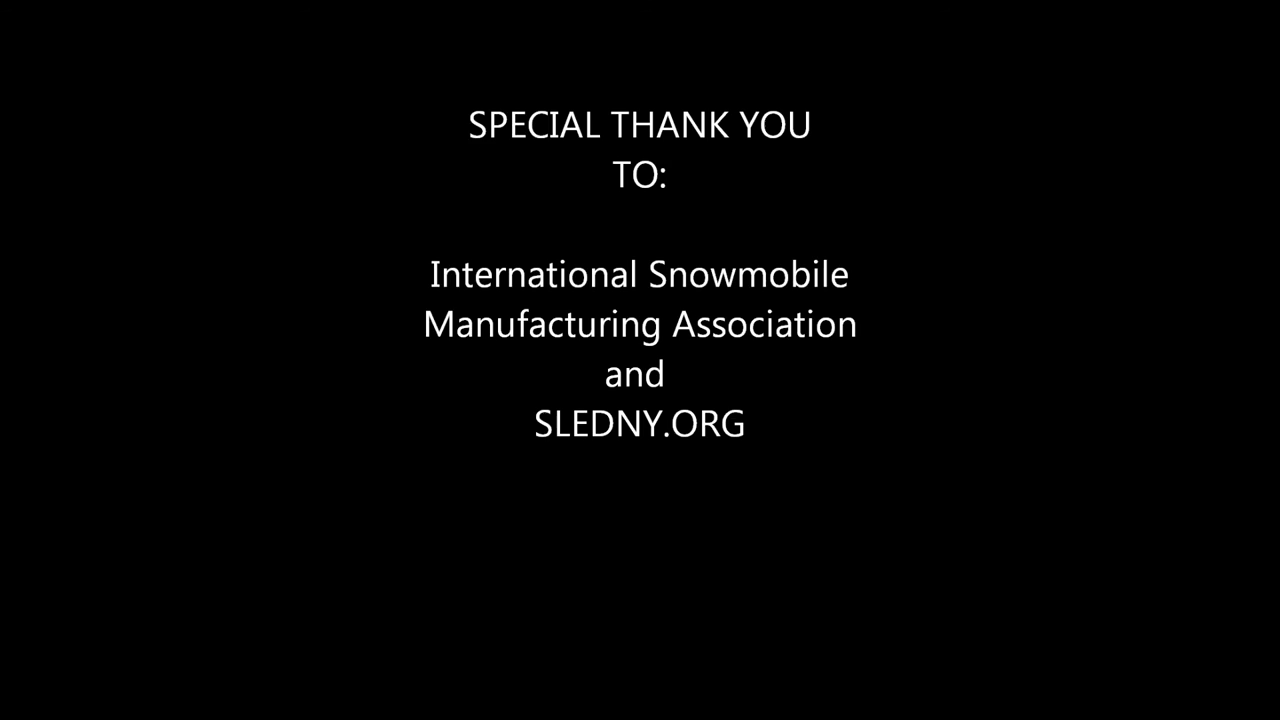 SPECIAL THANK YOU
TO:
International Snowmobile
Manufacturing Association
and
SLEDNY.ORG